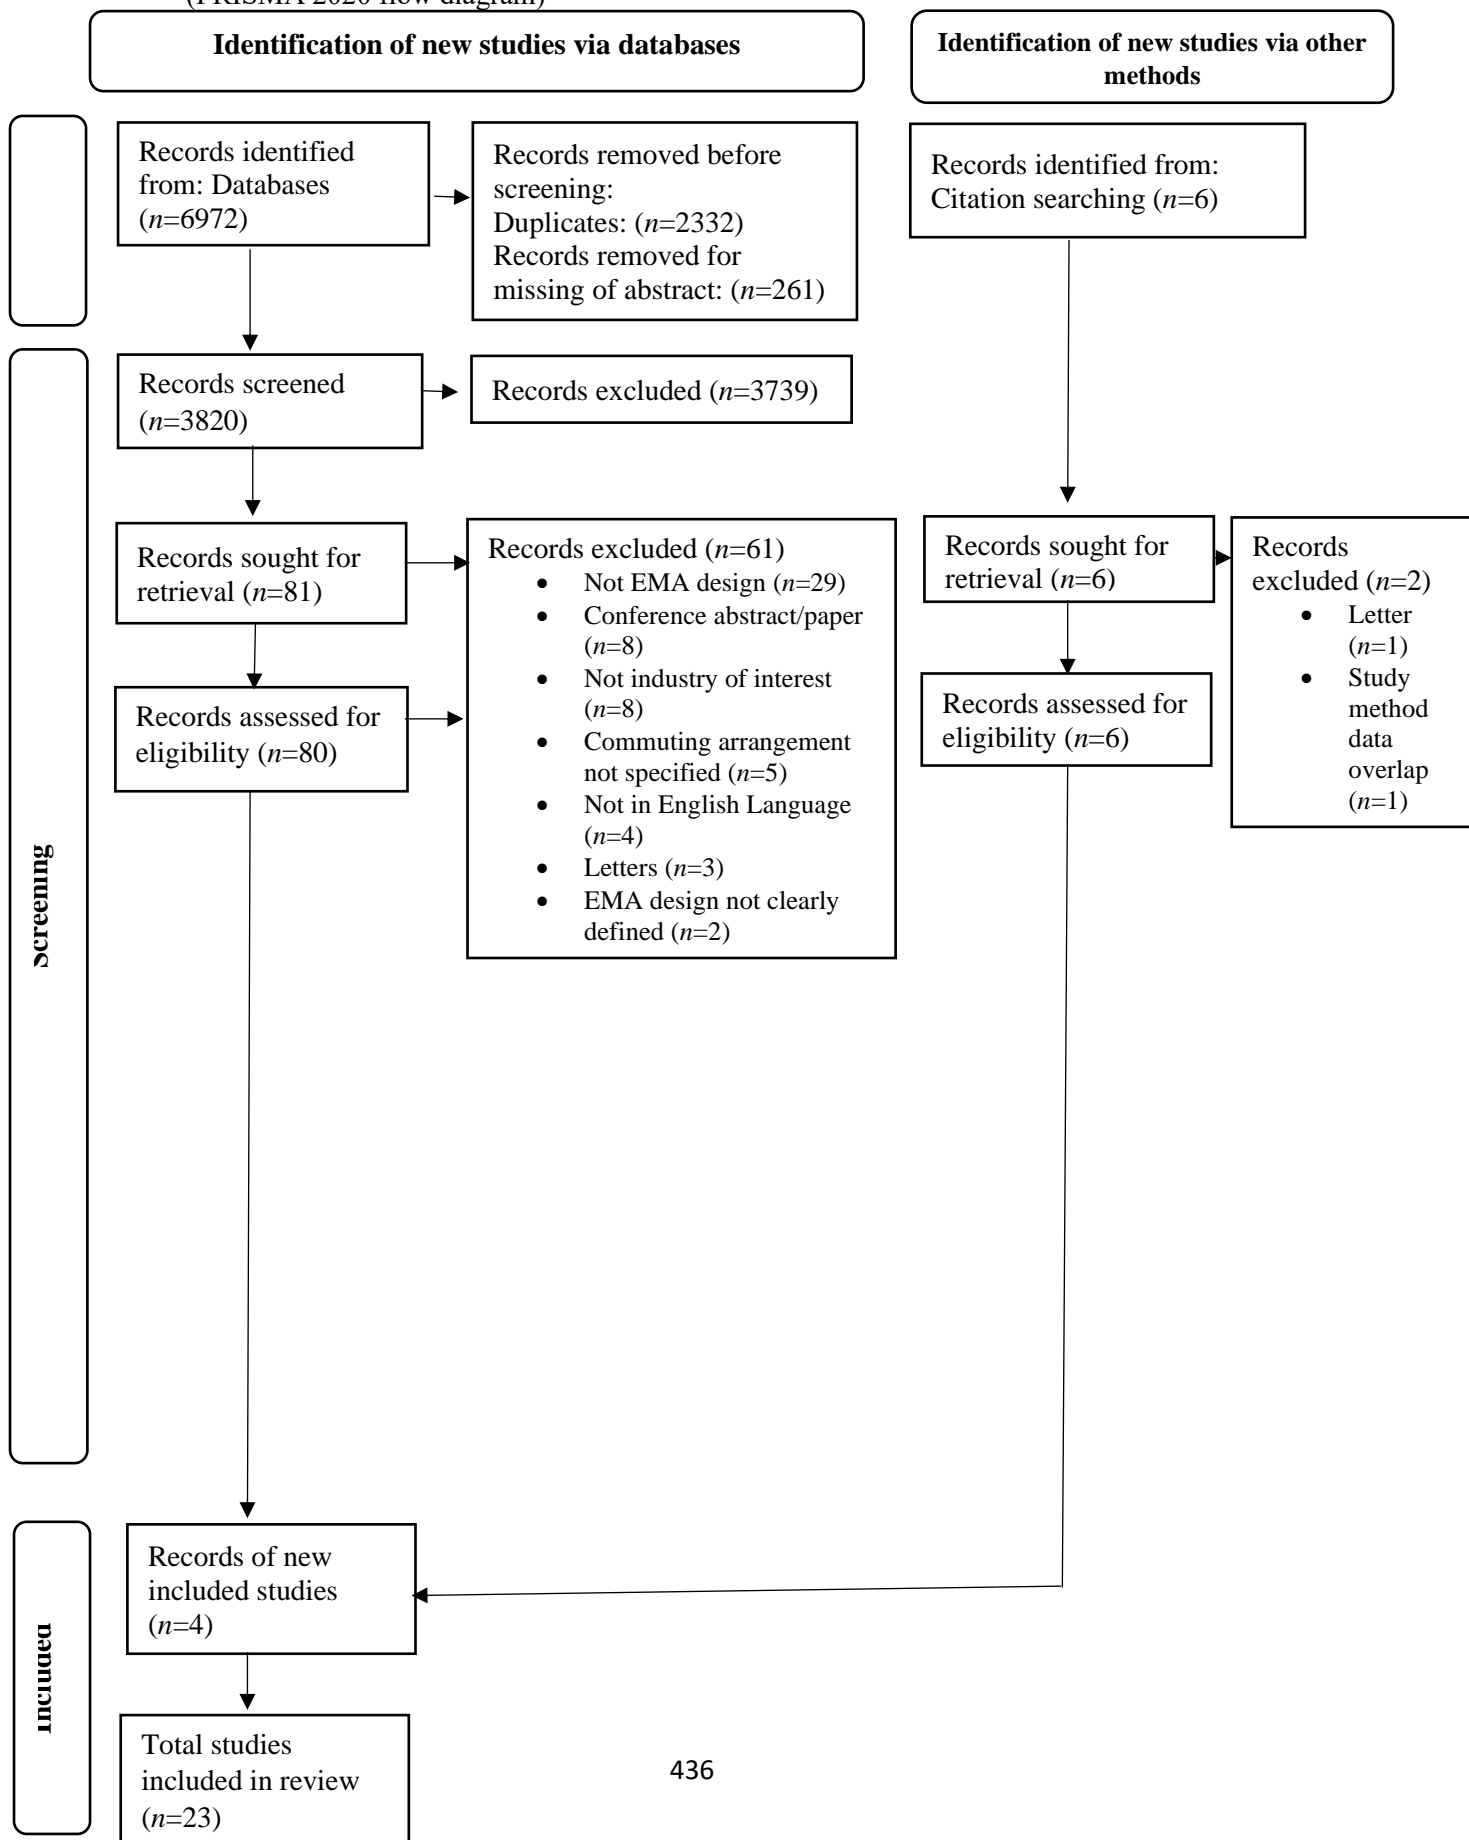 (PRISMA 2020 flow diagram)
Identification of new studies via databases
Identification of new studies via other
methods
Records identified
from: Databases
(n=6972)
Records removed before
screening:
Duplicates: (n=2332)
Records removed for
missing of abstract: (n=261)
Records identified from:
Citation searching (n=6)
Screening
Records screened
(n=3820)
Records excluded (n=3739)
Records sought for
retrieval (n=81)
Records excluded (n=61)
• Not EMA design (n=29)
• Conference abstract/paper
(n=8)
• Not industry of interest
(n=8)
• Commuting arrangement
not specified (n=5)
• Not in English Language
(n=4)
• Letters (n=3)
• EMA design not clearly
defined (n=2)
Records sought for
retrieval (n=6)
Records
excluded (n=2)
• Letter
(n=1)
• Study
method
data
overlap
(n=1)
Records assessed for
eligibility (n=80)
Records assessed for
eligibility (n=6)
Included
Records of new
included studies
(n=4)
Total studies
included in review
(n=23)
436